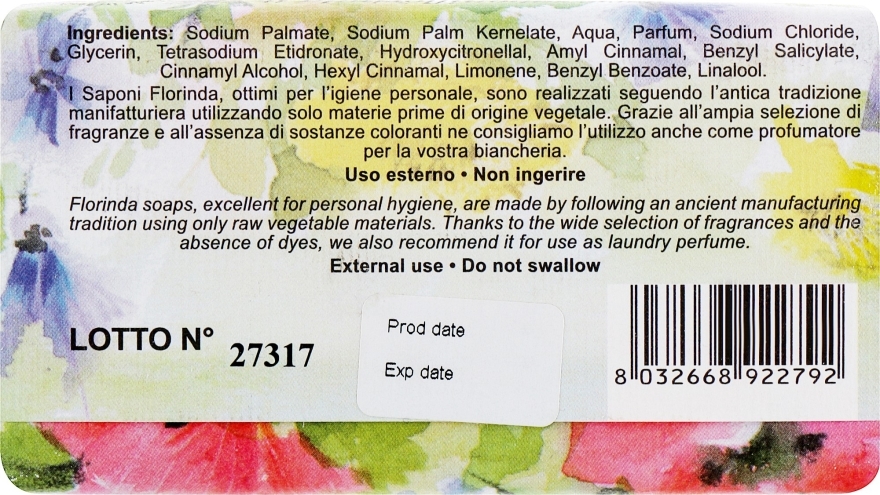 Ingredients: Sodium Palmate, Sodium Palm Kernelate, Aqua, Parfum, Sodium Chloride,
Glycerin, Tetrasodium Etidronate, Hydroxycitronellal, Amyl Cinnamal, Benzyl Salicylate,
Cinnamyl Alcohol, Hexyl Cinnamal, Limonene, Benzyl Benzoate, Linalool.
I Saponi Florinda, ottimi per l'igiene personale, sono realizzati seguendo l'antica tradizione
manifatturiera utilizzando solo materie prime di origine vegetale. Grazie all'ampia selezione di
fragranze e all'assenza di sostanze coloranti ne consigliamo l'utilizzo anche come profumatore
per la vostra biancheria.
Uso esterno • Non ingerire
Florinda soaps, excellent for personal hygiene, are made by following an ancient manufacturing
tradition using only raw vegetable materials. Thanks to the wide selection of fragrances and the
absence of dyes, we also recommend it for use as laundry perfume.
External use • Do not swallow
LOTTO N° 27317
Prod date
Exp date
8 032668 922792